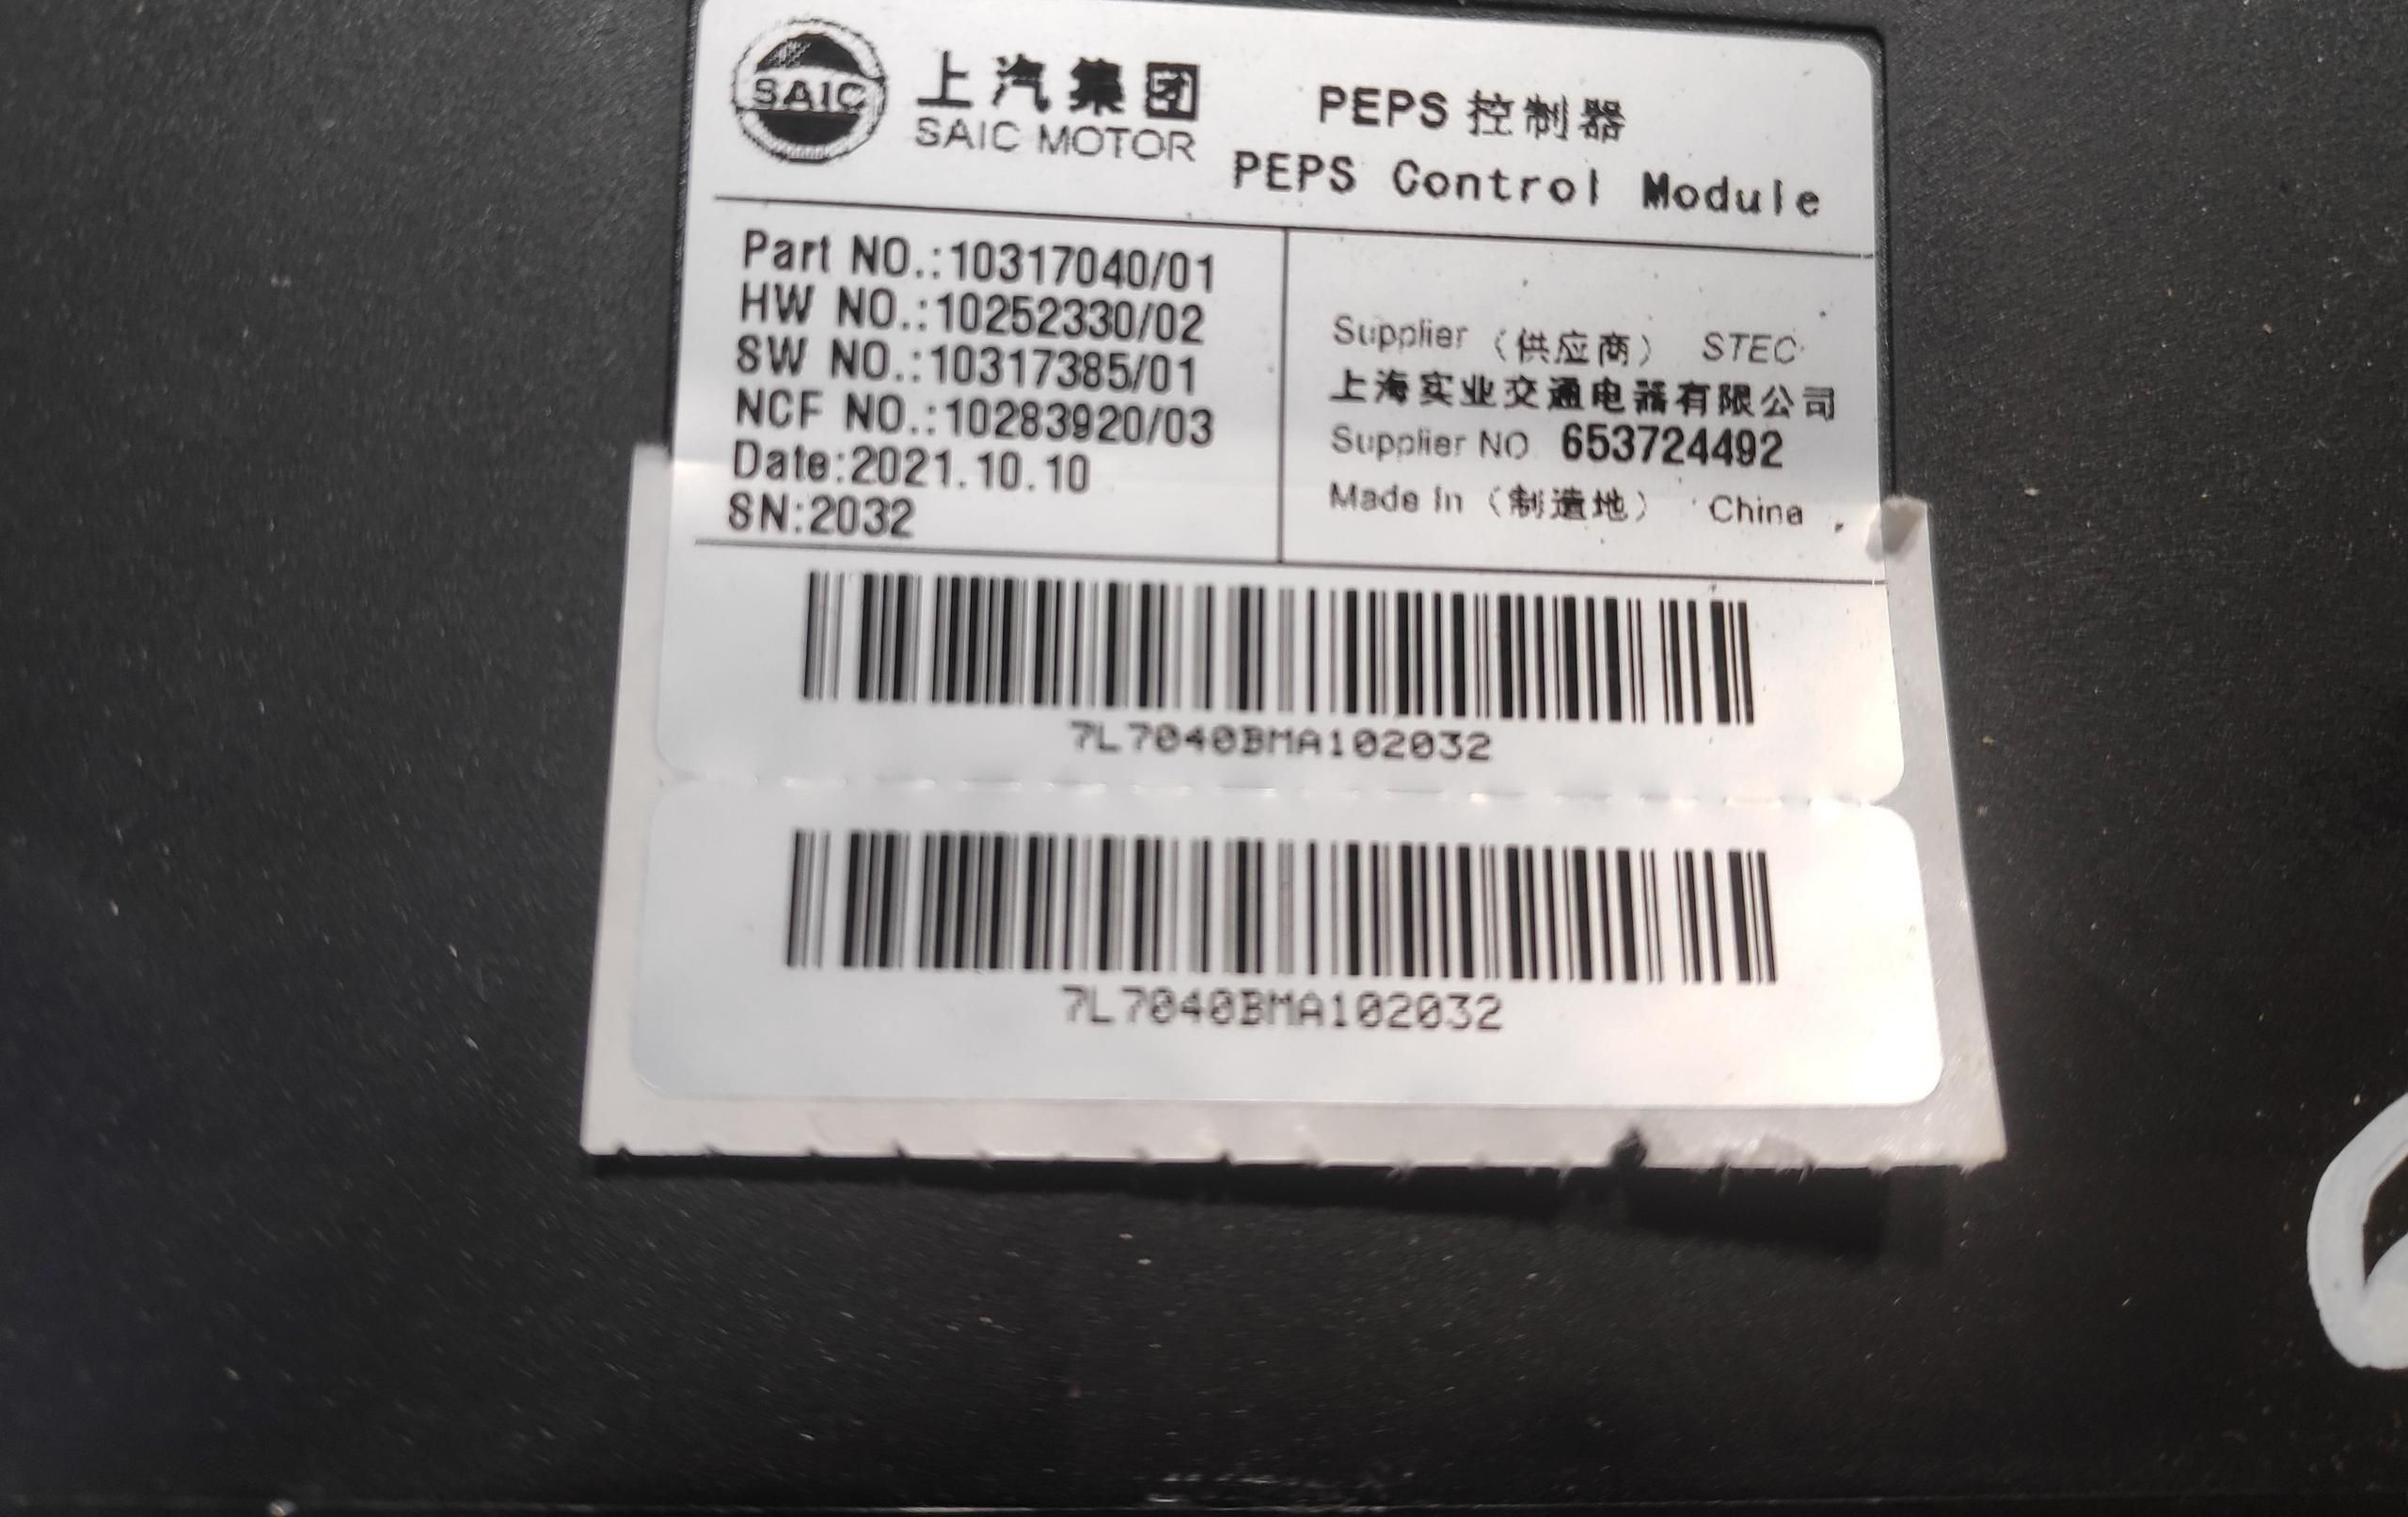 SAIC
上汽集团
SAIC MOTOR
PEPS 控制器
PEPS Control Module
Part NO.:10317040/01
HW NO.:10252330/02
SW NO.:10317385/01
NCF NO.:10283920/03
Date:2021.10.10
SN:2032
Supplier（供应商） STEC
上海实业交通电器有限公司
Supplier NO 653724492
Made In（制造地） China
7L7040BMA102032
7L7040BMA102032